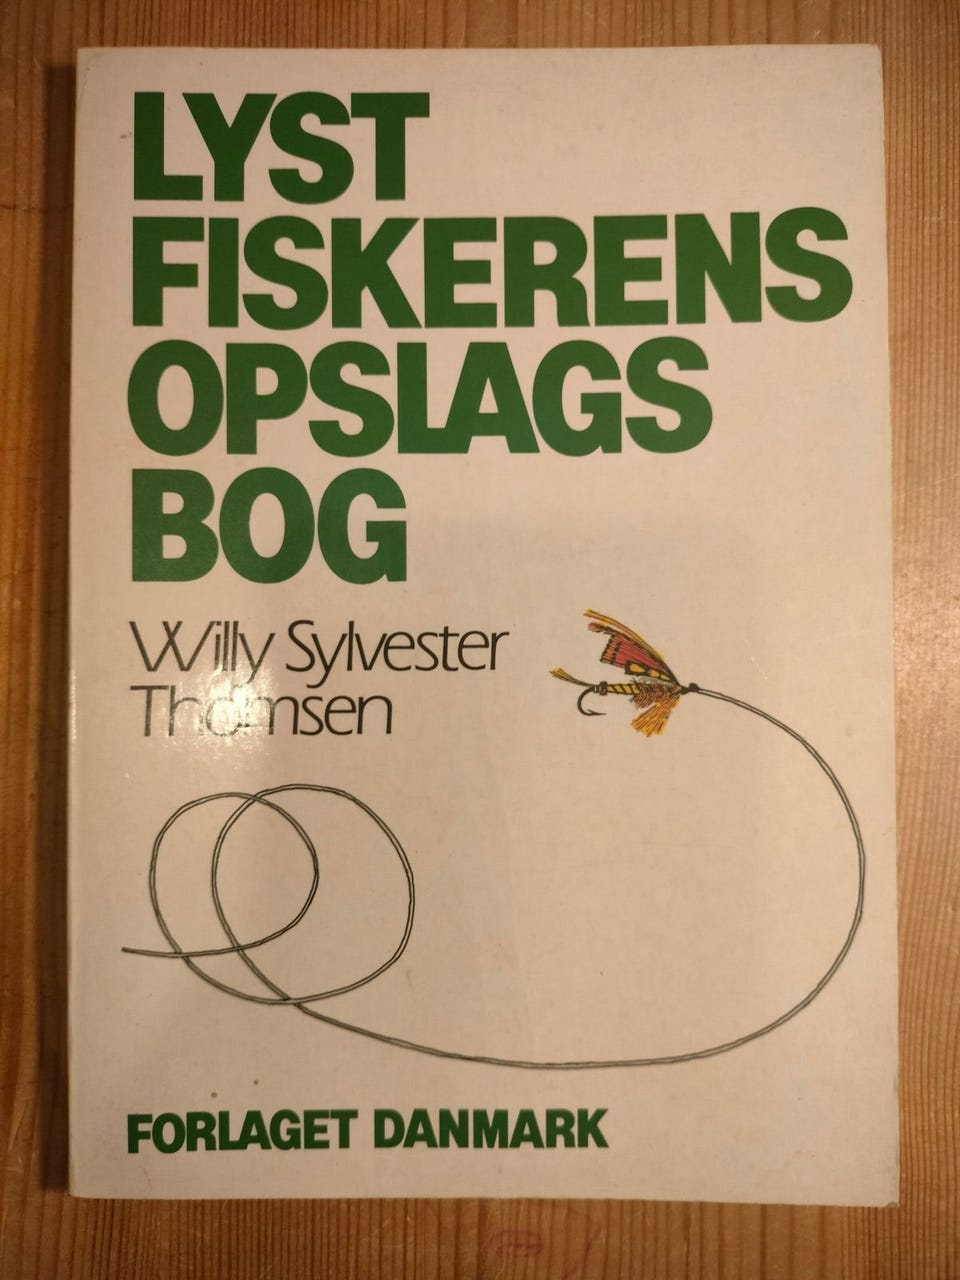 LYST
FISKERENS
OPSLAGS
BOG
Willy Sylvester
Thomsen
FORLAGET DANMARK